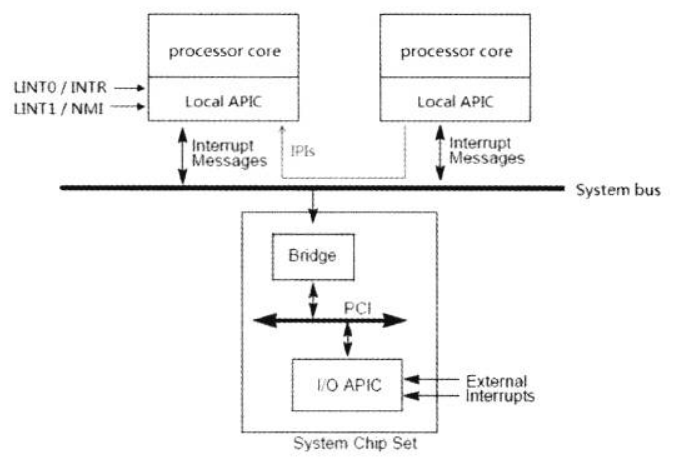 processor core
processor core
LINT0 / INTR
LINT1 / NMI
Local APIC
Local APIC
Interrupt
Messages
IPIs
Interrupt
Messages
System bus
Bridge
PCI
I/O APIC
External
Interrupts
System Chip Set